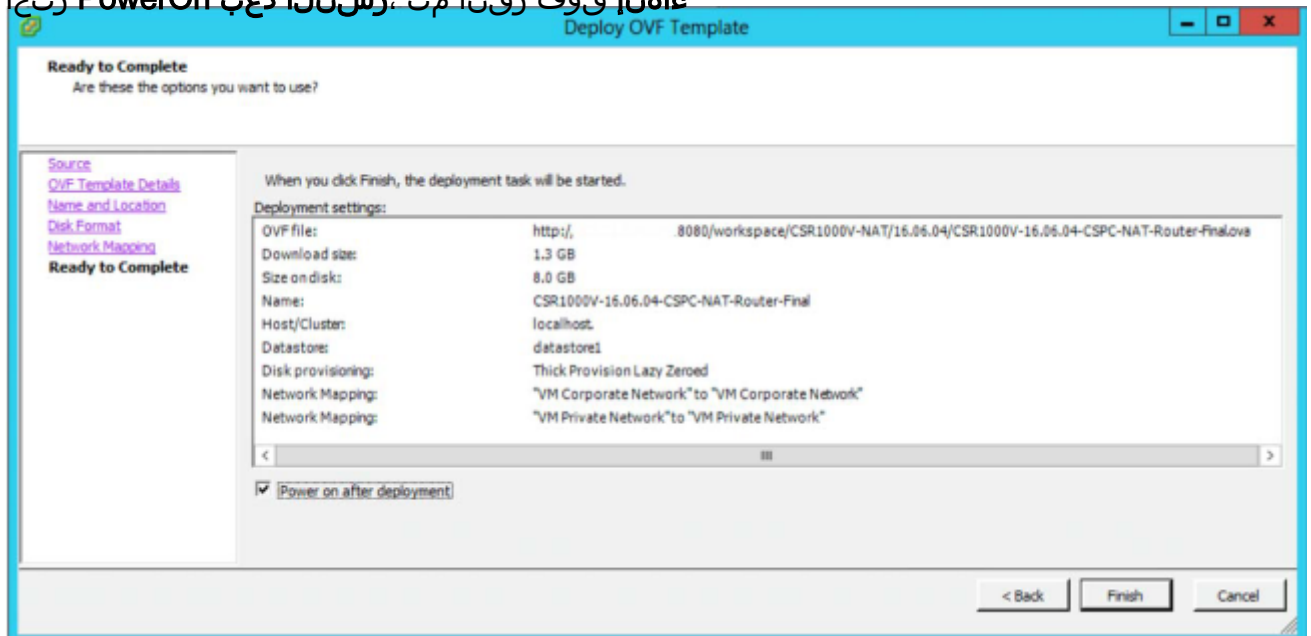 PowerOn
Deploy OVF Template
Ready to Complete
Are these the options you want to use?
Source
OVF Template Details
Name and Location
Disk Format
Network Mapping
Ready to Complete
When you click Finish, the deployment task will be started.
Deployment settings:
OVF file: http:/, .8080/workspace/CSR1000V-NAT/16.06.04/CSR1000V-16.06.04-CSPC-NAT-Router-Final.ova
Download size: 1.3 GB
Size on disk: 8.0 GB
Name: CSR1000V-16.06.04-CSPC-NAT-Router-Final
Host/Cluster: localhost.
Datastore: datastore1
Disk provisioning: Thick Provision Lazy Zeroed
Network Mapping: "VM Corporate Network" to "VM Corporate Network"
Network Mapping: "VM Private Network" to "VM Private Network"
Power on after deployment
< Back Finish Cancel